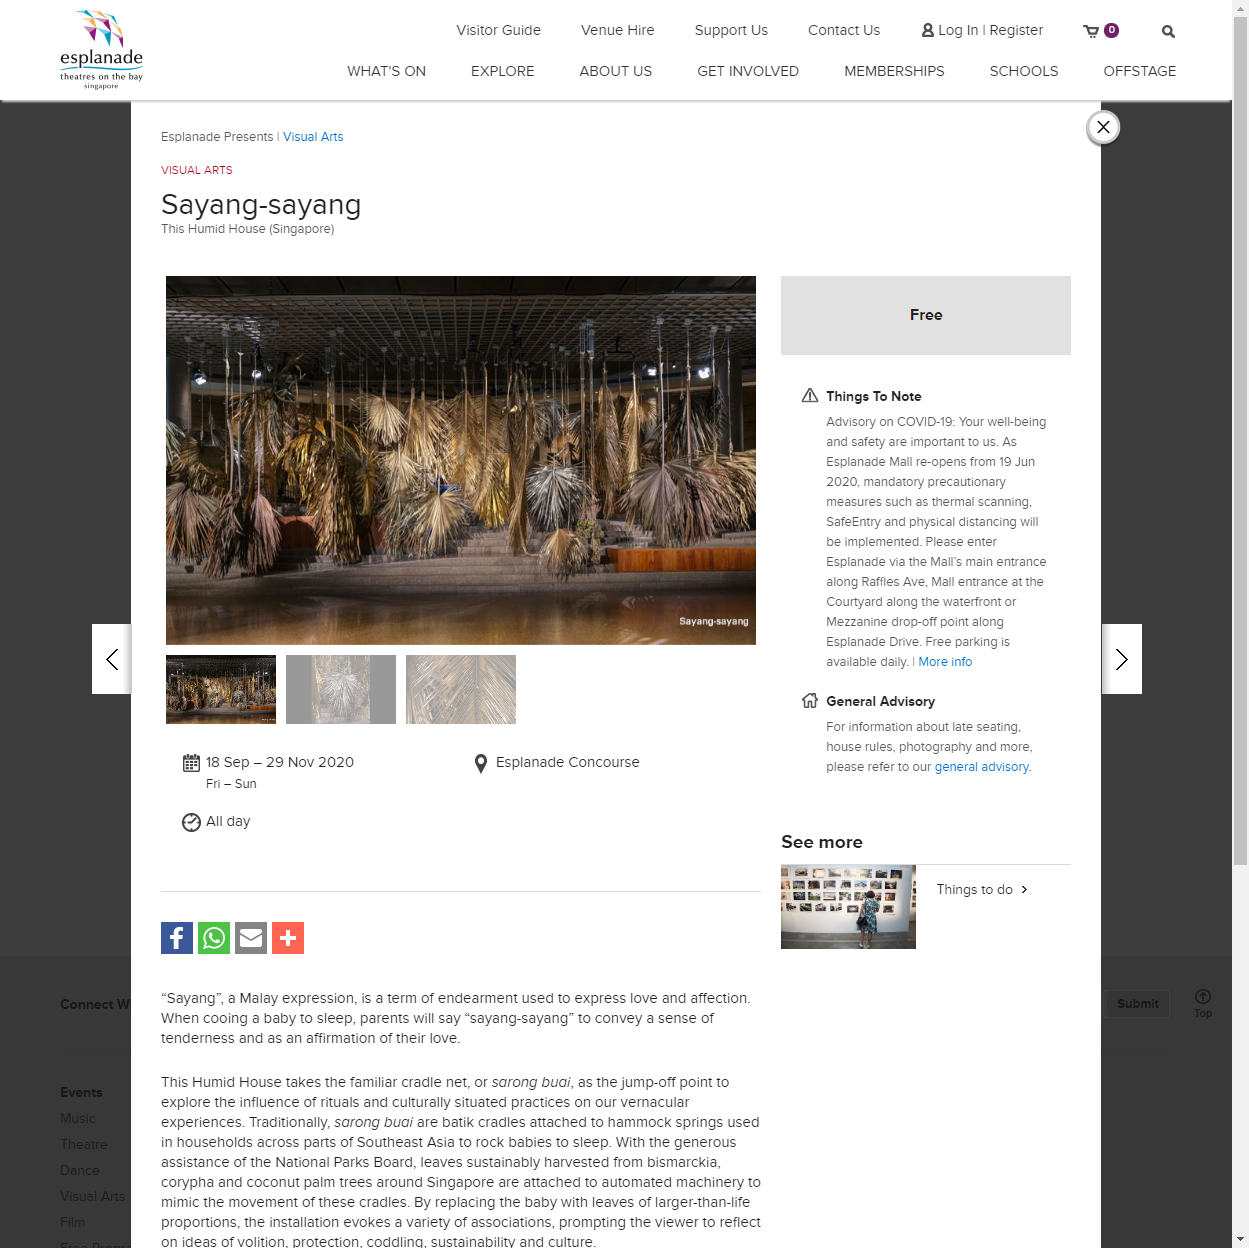 esplanade
theatres on the bay
singapore
Visitor Guide
Venue Hire
Support Us
Contact Us
Log In | Register
0
WHAT'S ON
EXPLORE
ABOUT US
GET INVOLVED
MEMBERSHIPS
SCHOOLS
OFFSTAGE
Esplanade Presents | Visual Arts
VISUAL ARTS
Sayang-sayang
This Humid House (Singapore)
Sayang-sayang
18 Sep – 29 Nov 2020
Fri – Sun
Esplanade Concourse
All day
“Sayang”, a Malay expression, is a term of endearment used to express love and affection.
When cooing a baby to sleep, parents will say “sayang-sayang” to convey a sense of
tenderness and as an affirmation of their love.
This Humid House takes the familiar cradle net, or sarong buai, as the jump-off point to
explore the influence of rituals and culturally situated practices on our vernacular
experiences. Traditionally, sarong buai are batik cradles attached to hammock springs used
in households across parts of Southeast Asia to rock babies to sleep. With the generous
assistance of the National Parks Board, leaves sustainably harvested from bismarckia,
corypha and coconut palm trees around Singapore are attached to automated machinery to
mimic the movement of these cradles. By replacing the baby with leaves of larger-than-life
proportions, the installation evokes a variety of associations, prompting the viewer to reflect
on ideas of volition, protection, coddling, sustainability and culture.
Free
Things To Note
Advisory on COVID-19: Your well-being
and safety are important to us. As
Esplanade Mall re-opens from 19 Jun
2020, mandatory precautionary
measures such as thermal scanning,
SafeEntry and physical distancing will
be implemented. Please enter
Esplanade via the Mall’s main entrance
along Raffles Ave, Mall entrance at the
Courtyard along the waterfront or
Mezzanine drop-off point along
Esplanade Drive. Free parking is
available daily. | More info
General Advisory
For information about late seating,
house rules, photography and more,
please refer to our general advisory.
See more
Things to do
Connect W
Submit
Top
Events
Music
Theatre
Dance
Visual Arts
Film